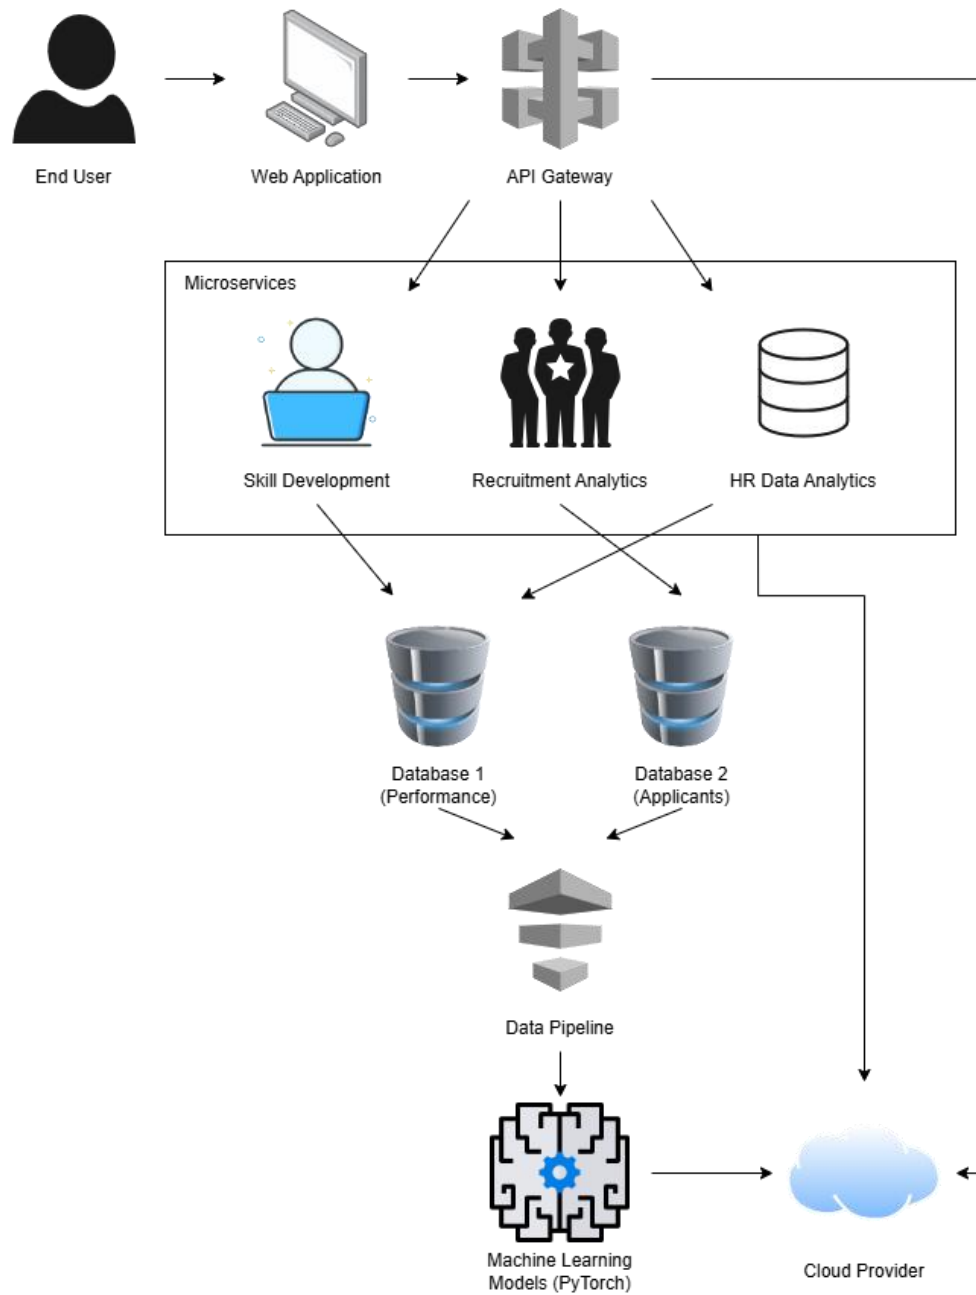 End User
Web Application
API Gateway
Microservices
Skill Development
Recruitment Analytics
HR Data Analytics
Database 1
(Performance)
Database 2
(Applicants)
Data Pipeline
Machine Learning
Models (PyTorch)
Cloud Provider